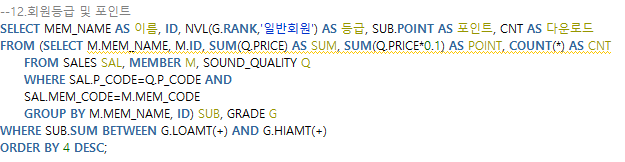 --12.회원등급 및 포인트
SELECT MEM_NAME AS 이름, ID, NVL(G.RANK,'일반회원') AS 등급, SUB.POINT AS 포인트, CNT AS 다운로드
FROM (SELECT M.MEM_NAME, M.ID, SUM(Q.PRICE) AS SUM, SUM(Q.PRICE*0.1) AS POINT, COUNT(*) AS CNT
FROM SALES SAL, MEMBER M, SOUND_QUALITY Q
WHERE SAL.P_CODE=Q.P_CODE AND
SAL.MEM_CODE=M.MEM_CODE
GROUP BY M.MEM_NAME, ID) SUB, GRADE G
WHERE SUB.SUM BETWEEN G.LOAMT(+) AND G.HIAMT(+)
ORDER BY 4 DESC;